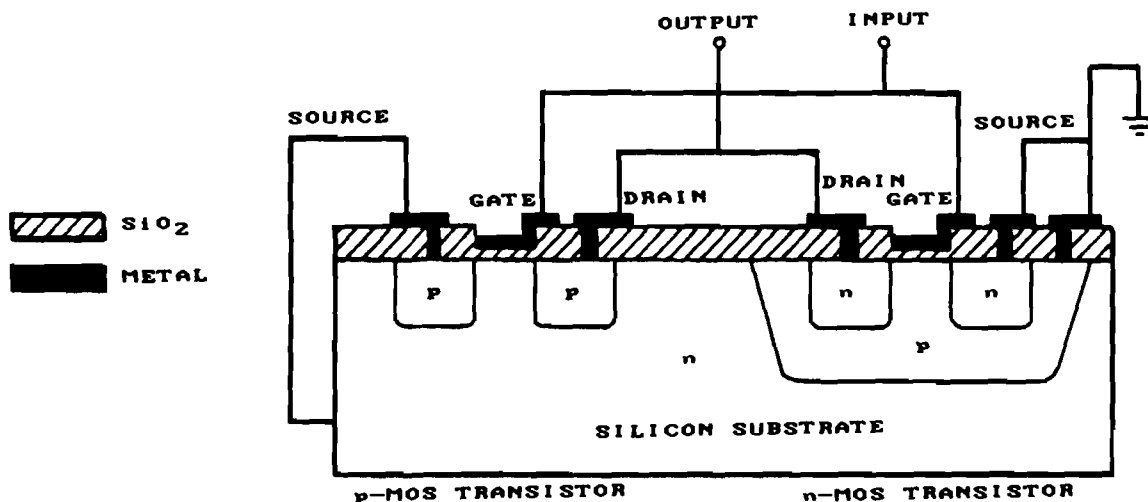 OUTPUT INPUT
SOURCE SOURCE
GATE DRAIN DRAIN GATE
SiO2
METAL
p p n n
n p
SILICON SUBSTRATE
p-MOS TRANSISTOR n-MOS TRANSISTOR